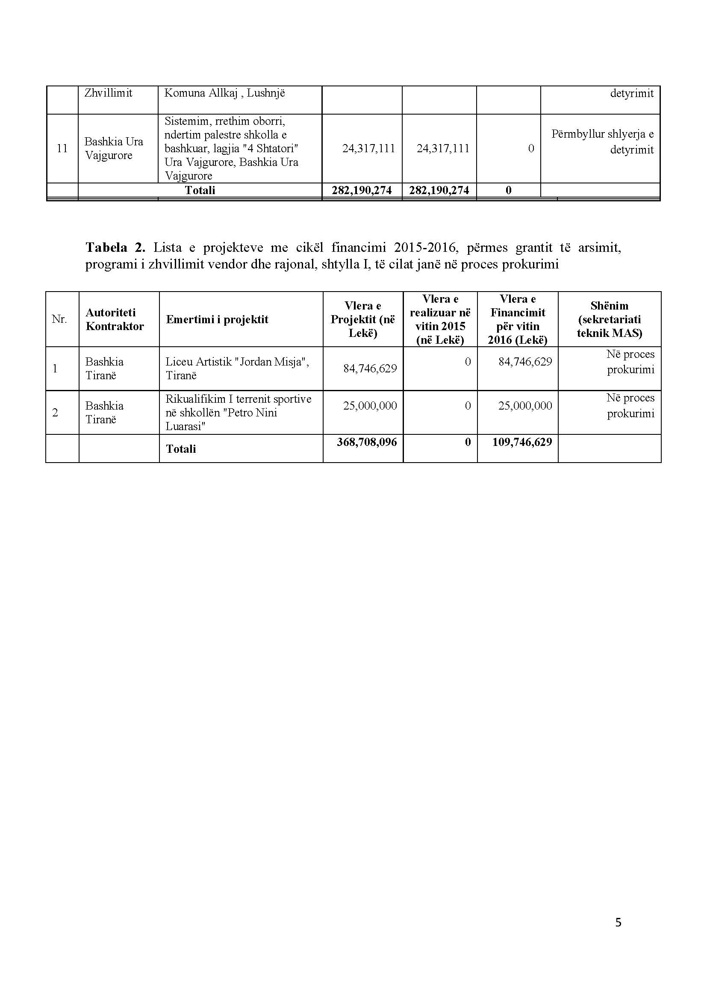 Zhvillimit Komuna Allkaj , Lushnjë detyrimit
11 Bashkia Ura Vajgurore Sistemim, rrethim oborri, ndertim palestre shkolla e bashkuar, lagjia "4 Shtatori" Ura Vajgurore, Bashkia Ura Vajgurore 24,317,111 24,317,111 0 Përmbyllur shlyerja e detyrimit
Totali 282,190,274 282,190,274 0
Tabela 2. Lista e projekteve me cikël financimi 2015-2016, përmes grantit të arsimit,
programi i zhvillimit vendor dhe rajonal, shtylla I, të cilat janë në proces prokurimi
Nr. Autoriteti Kontraktor Emertimi i projektit Vlera e Projektit (në Lekë) Vlera e realizuar në vitin 2015 (në Lekë) Vlera e Financimit për vitin 2016 (Lekë) Shënim (sekretariati teknik MAS)
1 Bashkia Tiranë Liceu Artistik "Jordan Misja", Tiranë 84,746,629 0 84,746,629 Në proces prokurimi
2 Bashkia Tiranë Rikualifikim I terrenit sportive në shkollën "Petro Nini Luarasi" 25,000,000 0 25,000,000 Në proces prokurimi
Totali 368,708,096 0 109,746,629
5